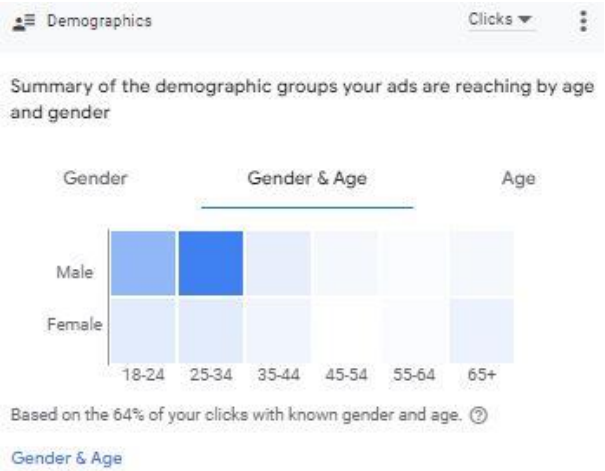 Demographics Clicks
Summary of the demographic groups your ads are reaching by age
and gender
Gender Gender & Age Age
Male
Female
18-24 25-34 35-44 45-54 55-64 65+
Based on the 64% of your clicks with known gender and age.
Gender & Age